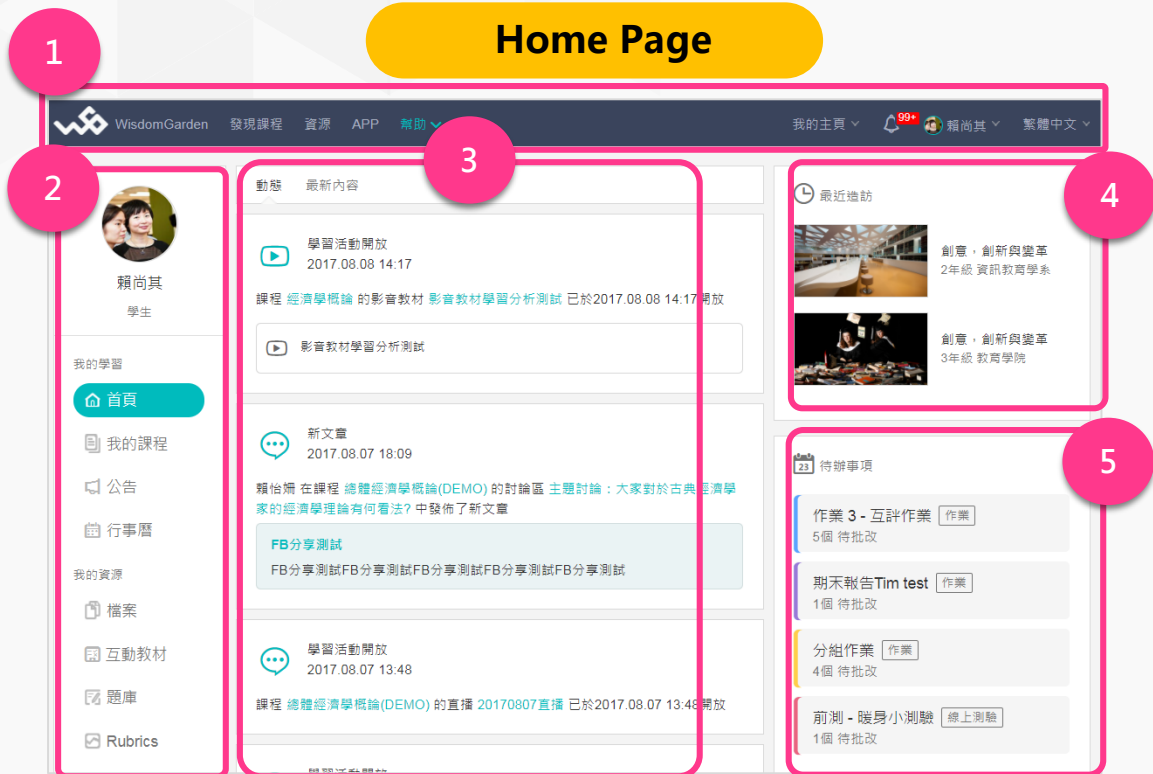 Home Page
1
WisdomGarden 發現課程 資源 APP 幫助 我的主頁 99+ 賴尚其 繁體中文
2
賴尚其
學生
我的學習
首頁
我的課程
公告
行事曆
我的資源
檔案
互動教材
題庫
Rubrics
3
動態 最新內容
學習活動開放
2017.08.08 14:17
課程 經濟學概論 的影音教材 影音教材學習分析測試 已於2017.08.08 14:17開放
影音教材學習分析測試
新文章
2017.08.07 18:09
賴怡姍 在課程 總體經濟學概論(DEMO) 的討論區 主題討論：大家對於古典經濟學
家的經濟學理論有何看法? 中發佈了新文章
FB分享測試
FB分享測試FB分享測試FB分享測試FB分享測試FB分享測試
學習活動開放
2017.08.07 13:48
課程 總體經濟學概論(DEMO) 的直播 20170807直播 已於2017.08.07 13:48開放
4
最近造訪
創意，創新與變革
2年級 資訊教育學系
創意，創新與變革
3年級 教育學院
5
23 待辦事項
作業 3 - 互評作業 作業
5個 待批改
期末報告Tim test 作業
1個 待批改
分組作業 作業
4個 待批改
前測 - 暖身小測驗 線上測驗
1個 待批改